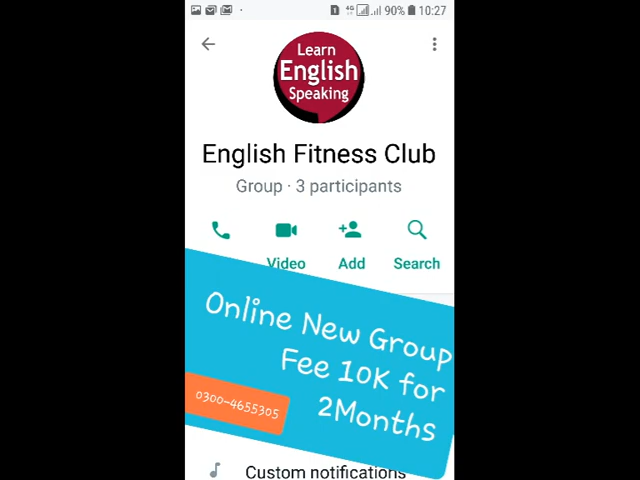 90% 10:27
Learn
English
Speaking
English Fitness Club
Group · 3 participants
Video Add Search
Online New Group
Fee 10K for
2Months
0300-4655305
Custom notifications